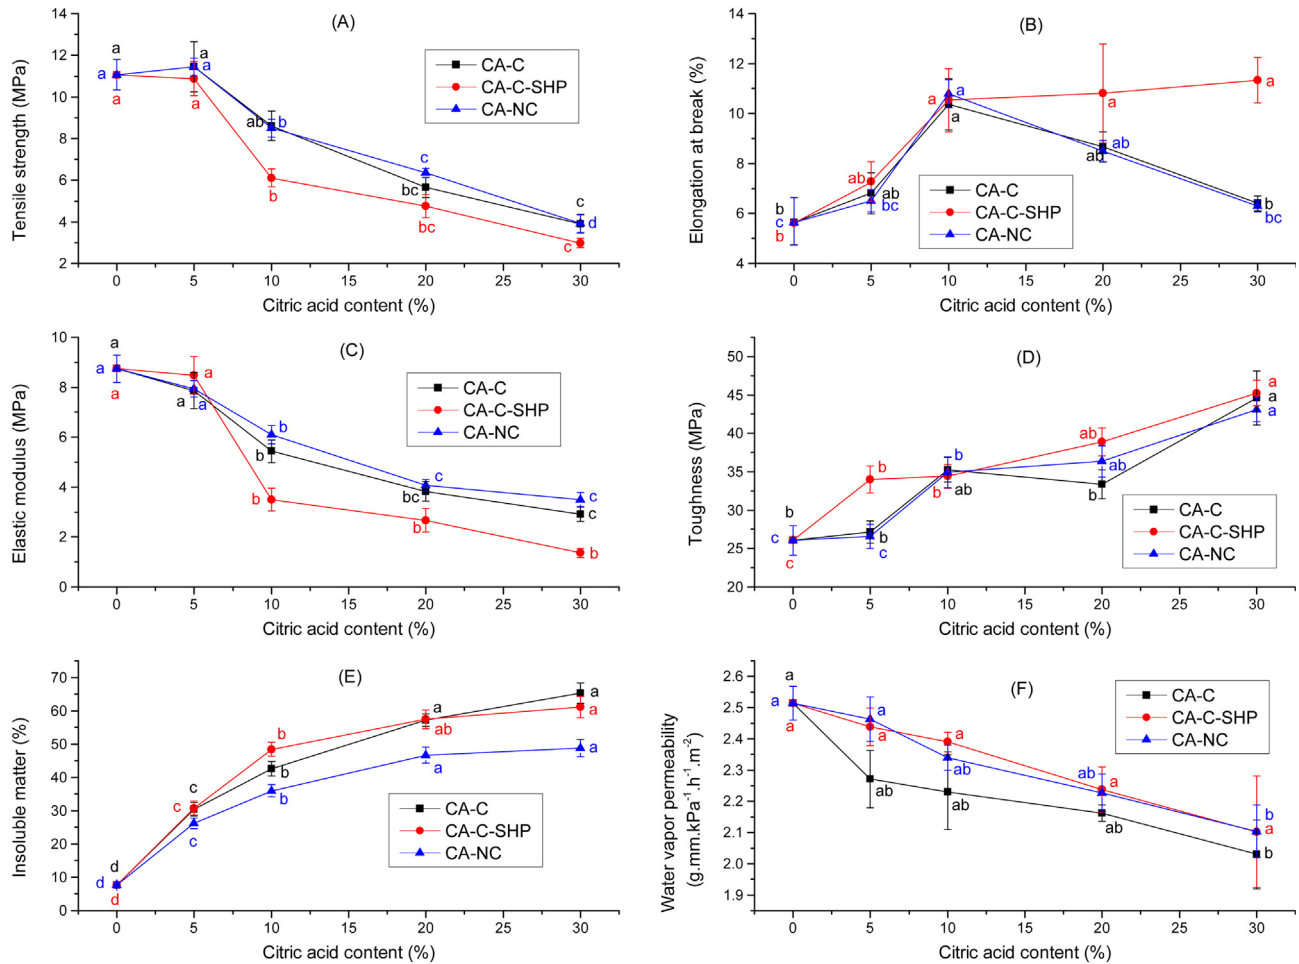 (A)
Tensile strength (MPa)
14
12
10
8
6
4
2
a
a
a
a
a
a
ab
b
b
c
bc
bc
c
d
c
CA-C
CA-C-SHP
CA-NC
0 5 10 15 20 25 30
Citric acid content (%)
(B)
Elongation at break (%)
14
12
10
8
6
4
b
c
b
ab
ab
bc
a
a
a
a
ab
ab
a
b
bc
CA-C
CA-C-SHP
CA-NC
0 5 10 15 20 25 30
Citric acid content (%)
(C)
Elastic modulus (MPa)
10
8
6
4
2
0
a
a
a
a
a
a
b
b
b
c
bc
b
c
c
b
CA-C
CA-C-SHP
CA-NC
0 5 10 15 20 25 30
Citric acid content (%)
(D)
Toughness (MPa)
50
45
40
35
30
25
20
b
c
c
b
b
c
b
ab
b
ab
ab
b
a
a
a
CA-C
CA-C-SHP
CA-NC
0 5 10 15 20 25 30
Citric acid content (%)
(E)
Insoluble matter (%)
70
60
50
40
30
20
10
0
d
d
d
c
c
c
b
b
b
a
ab
a
a
a
a
CA-C
CA-C-SHP
CA-NC
0 5 10 15 20 25 30
Citric acid content (%)
(F)
Water vapor permeability
(g.mm.kPa⁻¹.h⁻¹.m⁻²)
2.6
2.5
2.4
2.3
2.2
2.1
2.0
1.9
a
a
a
a
a
ab
a
ab
ab
ab
a
ab
b
a
b
CA-C
CA-C-SHP
CA-NC
0 5 10 15 20 25 30
Citric acid content (%)